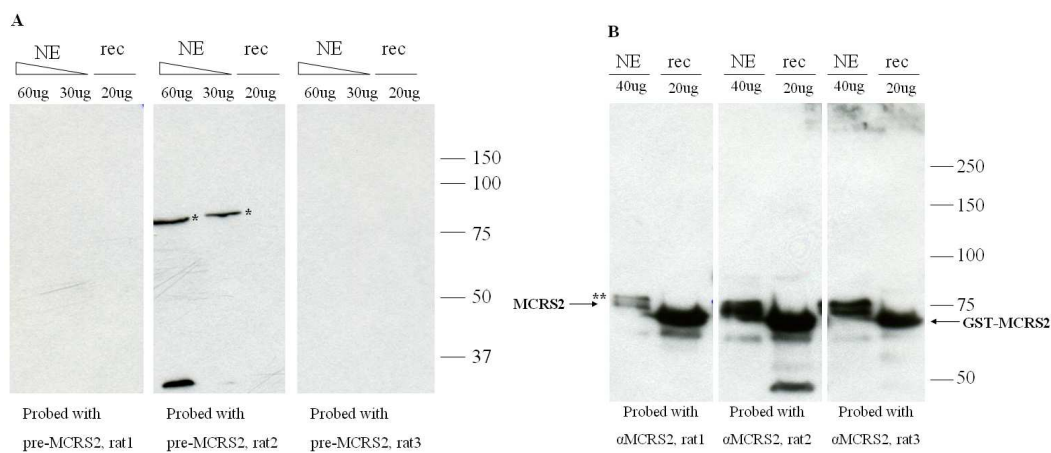 A
NE rec NE rec NE rec
60ug 30ug 20ug 60ug 30ug 20ug 60ug 30ug 20ug
150
100
* *
75
50
37
Probed with Probed with Probed with
pre-MCRS2, rat1 pre-MCRS2, rat2 pre-MCRS2, rat3
B
NE rec NE rec NE rec
40ug 20ug 40ug 20ug 40ug 20ug
250
150
100
**
MCRS2 75
GST-MCRS2
50
Probed with Probed with Probed with
αMCRS2, rat1 αMCRS2, rat2 αMCRS2, rat3